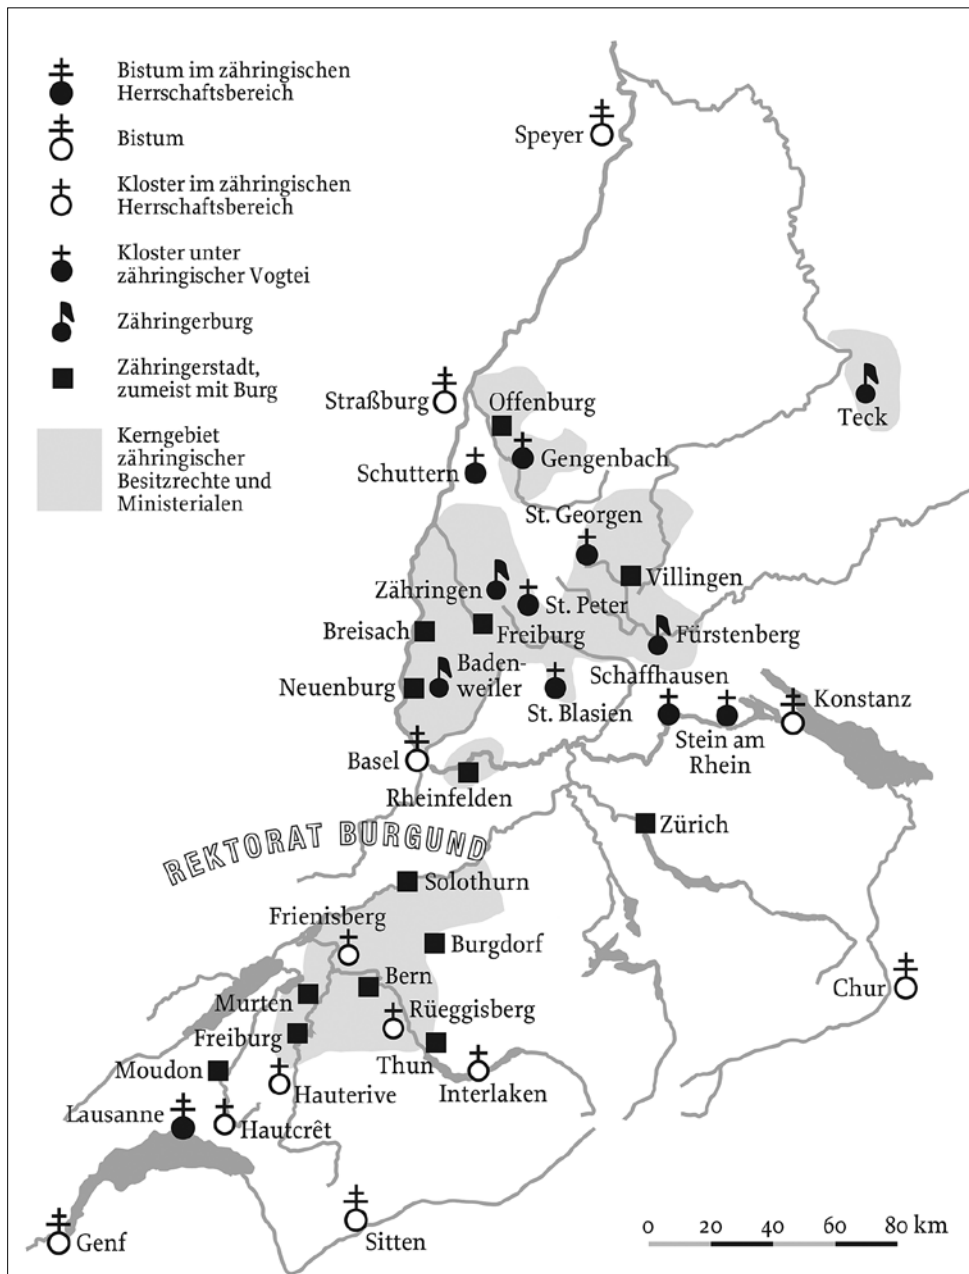 Bistum im zähringischen
Herrschaftsbereich
Bistum
Kloster im zähringischen
Herrschaftsbereich
Kloster unter
zähringischer Vogtei
Zähringerburg
Zähringerstadt,
zumeist mit Burg
Kerngebiet
zähringischer
Besitzrechte und
Ministerialen
Speyer
Straßburg
Offenburg
Teck
Schuttern
Gengenbach
St. Georgen
Zähringen
Villingen
St. Peter
Breisach
Freiburg
Fürstenberg
Neuenburg
Baden-
weiler
Schaffhausen
St. Blasien
Konstanz
Stein am
Rhein
Basel
Rheinfelden
Zürich
REKTORAT BURGUND
Solothurn
Frienisberg
Burgdorf
Bern
Chur
Murten
Rüeggisberg
Freiburg
Thun
Moudon
Hauterive
Interlaken
Lausanne
Hautcrêt
Genf
Sitten
0 20 40 60 80 km